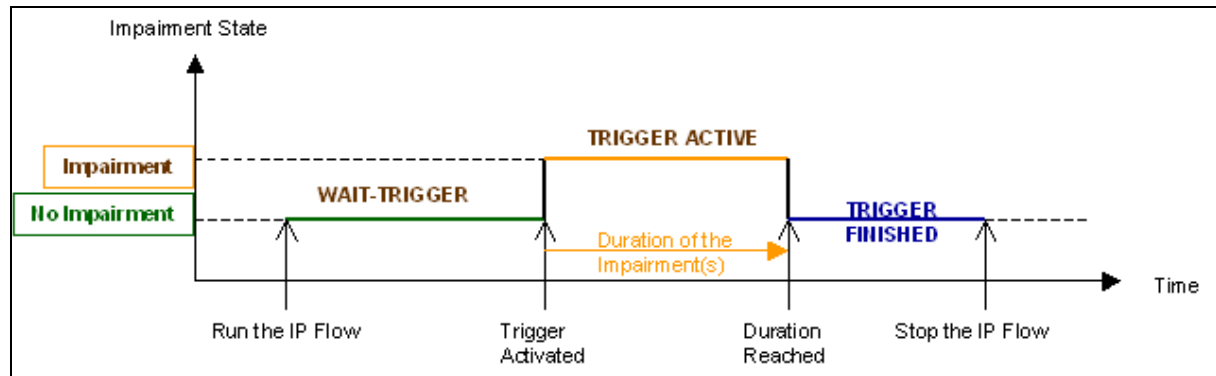 Impairment State
TRIGGER ACTIVE
Impairment
WAIT-TRIGGER
No Impairment
TRIGGER
FINISHED
Duration of the
Impairment(s)
Time
Run the IP Flow
Trigger
Activated
Duration
Reached
Stop the IP Flow